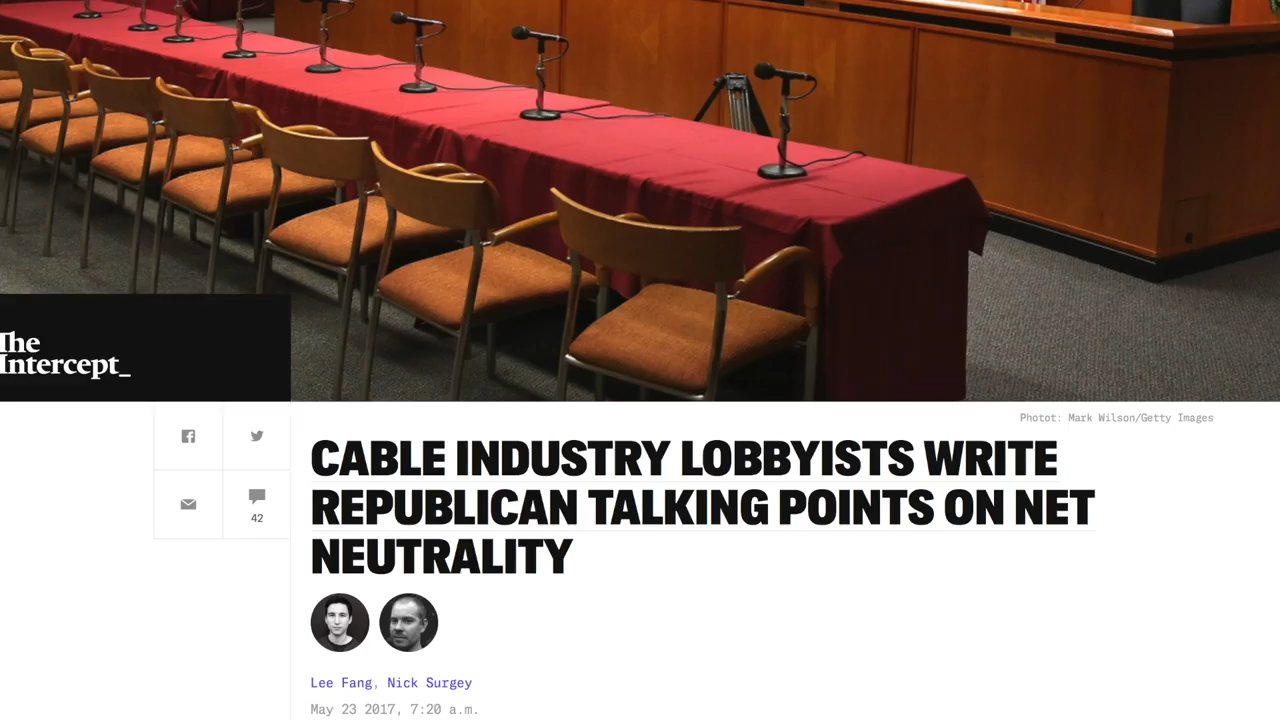 The
Intercept_
Photot: Mark Wilson/Getty Images
CABLE INDUSTRY LOBBYISTS WRITE
REPUBLICAN TALKING POINTS ON NET
NEUTRALITY
42
Lee Fang, Nick Surgey
May 23 2017, 7:20 a.m.